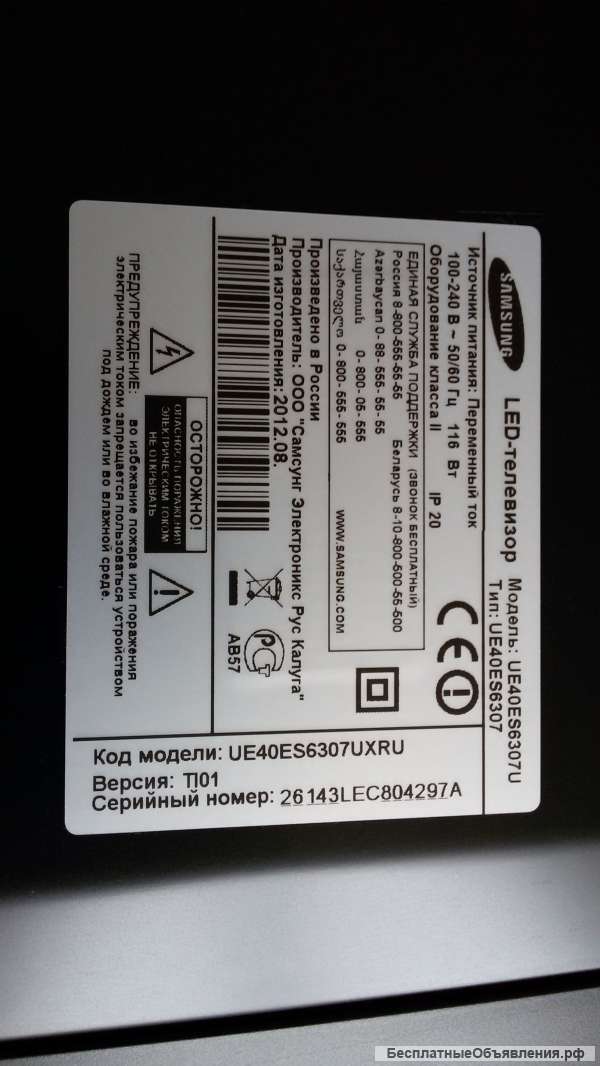 SAMSUNG
LED-телевизор
Модель: UE40ES6307U
Тип: UE40ES6307
Источник питания: Переменный ток
100-240 В ~ 50/60 Гц 116 Вт
Оборудование класса II IP 20
ЕДИНАЯ СЛУЖБА ПОДДЕРЖКИ (ЗВОНОК БЕСПЛАТНЫЙ)
Россия 8-800-555-55-55 Беларусь 8-10-800-500-55-500
Azərbaycan 0-88-555-55-55
Հայաստան 0-800-05-555
საქართველო 0-800-555-555 WWW.SAMSUNG.COM
CE
Произведено в России
Производитель: ООО "Самсунг Электроникс Рус Калуга"
Дата изготовления: 2012.08.
АВ57
ОСТОРОЖНО!
ОПАСНОСТЬ ПОРАЖЕНИЯ
ЭЛЕКТРИЧЕСКИМ ТОКОМ
НЕ ОТКРЫВАТЬ
ПРЕДУПРЕЖДЕНИЕ: во избежание пожара или поражения
электрическим током запрещается пользоваться устройством
под дождем или во влажной среде.
Код модели: UE40ES6307UXRU
Версия: TI01
Серийный номер: 26143LEC804297A
БесплатныеОбъявления.рф